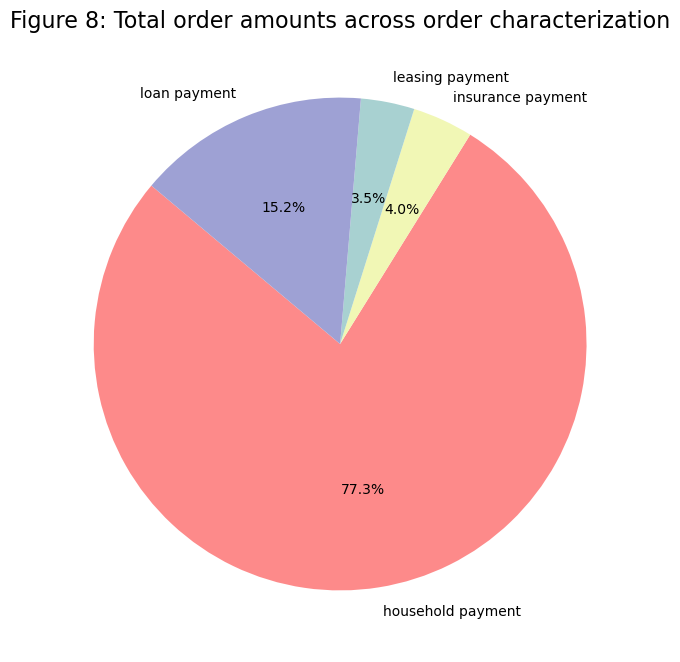 Figure 8: Total order amounts across order characterization
leasing payment
loan payment
insurance payment
3.5%
15.2%
4.0%
77.3%
household payment